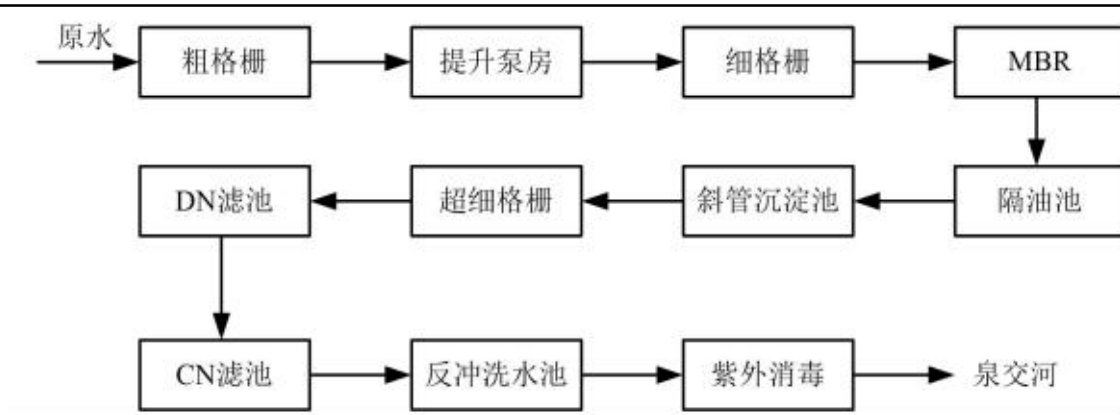 原水
粗格栅
提升泵房
细格栅
MBR
DN滤池
超细格栅
斜管沉淀池
隔油池
CN滤池
反冲洗水池
紫外消毒
泉交河